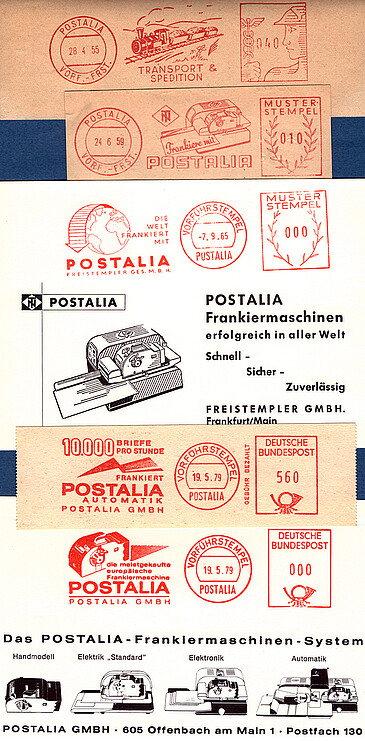 POSTALIA
28 4 55
VORF.-FRST.
TRANSPORT &
SPEDITION
040
POSTALIA
24 6 59
VORF.-FRST.
Frankiere mit
POSTALIA
MUSTER-
STEMPEL
010
DIE
WELT
FRANKIERT
MIT
POSTALIA
FREISTEMPLER GES. M. B. H.
VORFÜHRSTEMPEL
-7. 9. 65
POSTALIA
MUSTER
STEMPEL
000
POSTALIA
POSTALIA
Frankiermaschinen
erfolgreich in aller Welt
Schnell -
Sicher -
Zuverlässig
FREISTEMPLER GMBH.
Frankfurt/Main
10.000 BRIEFE
PRO STUNDE
FRANKIERT
POSTALIA
AUTOMATIK
POSTALIA GMBH
VORFÜHRSTEMPEL
19. 5. 79
POSTALIA
GEBÜHR BEZAHLT
DEUTSCHE
BUNDESPOST
560
die meistgekaufte
europäische
Frankiermaschine
POSTALIA
POSTALIA GMBH
VORFÜHRSTEMPEL
19. 5. 79
POSTALIA
DEUTSCHE
BUNDESPOST
000
Das POSTALIA-Frankiermaschinen-System
Handmodell Elektrik „Standard" Elektronik Automatik
POSTALIA GMBH · 605 Offenbach am Main 1 · Postfach 130